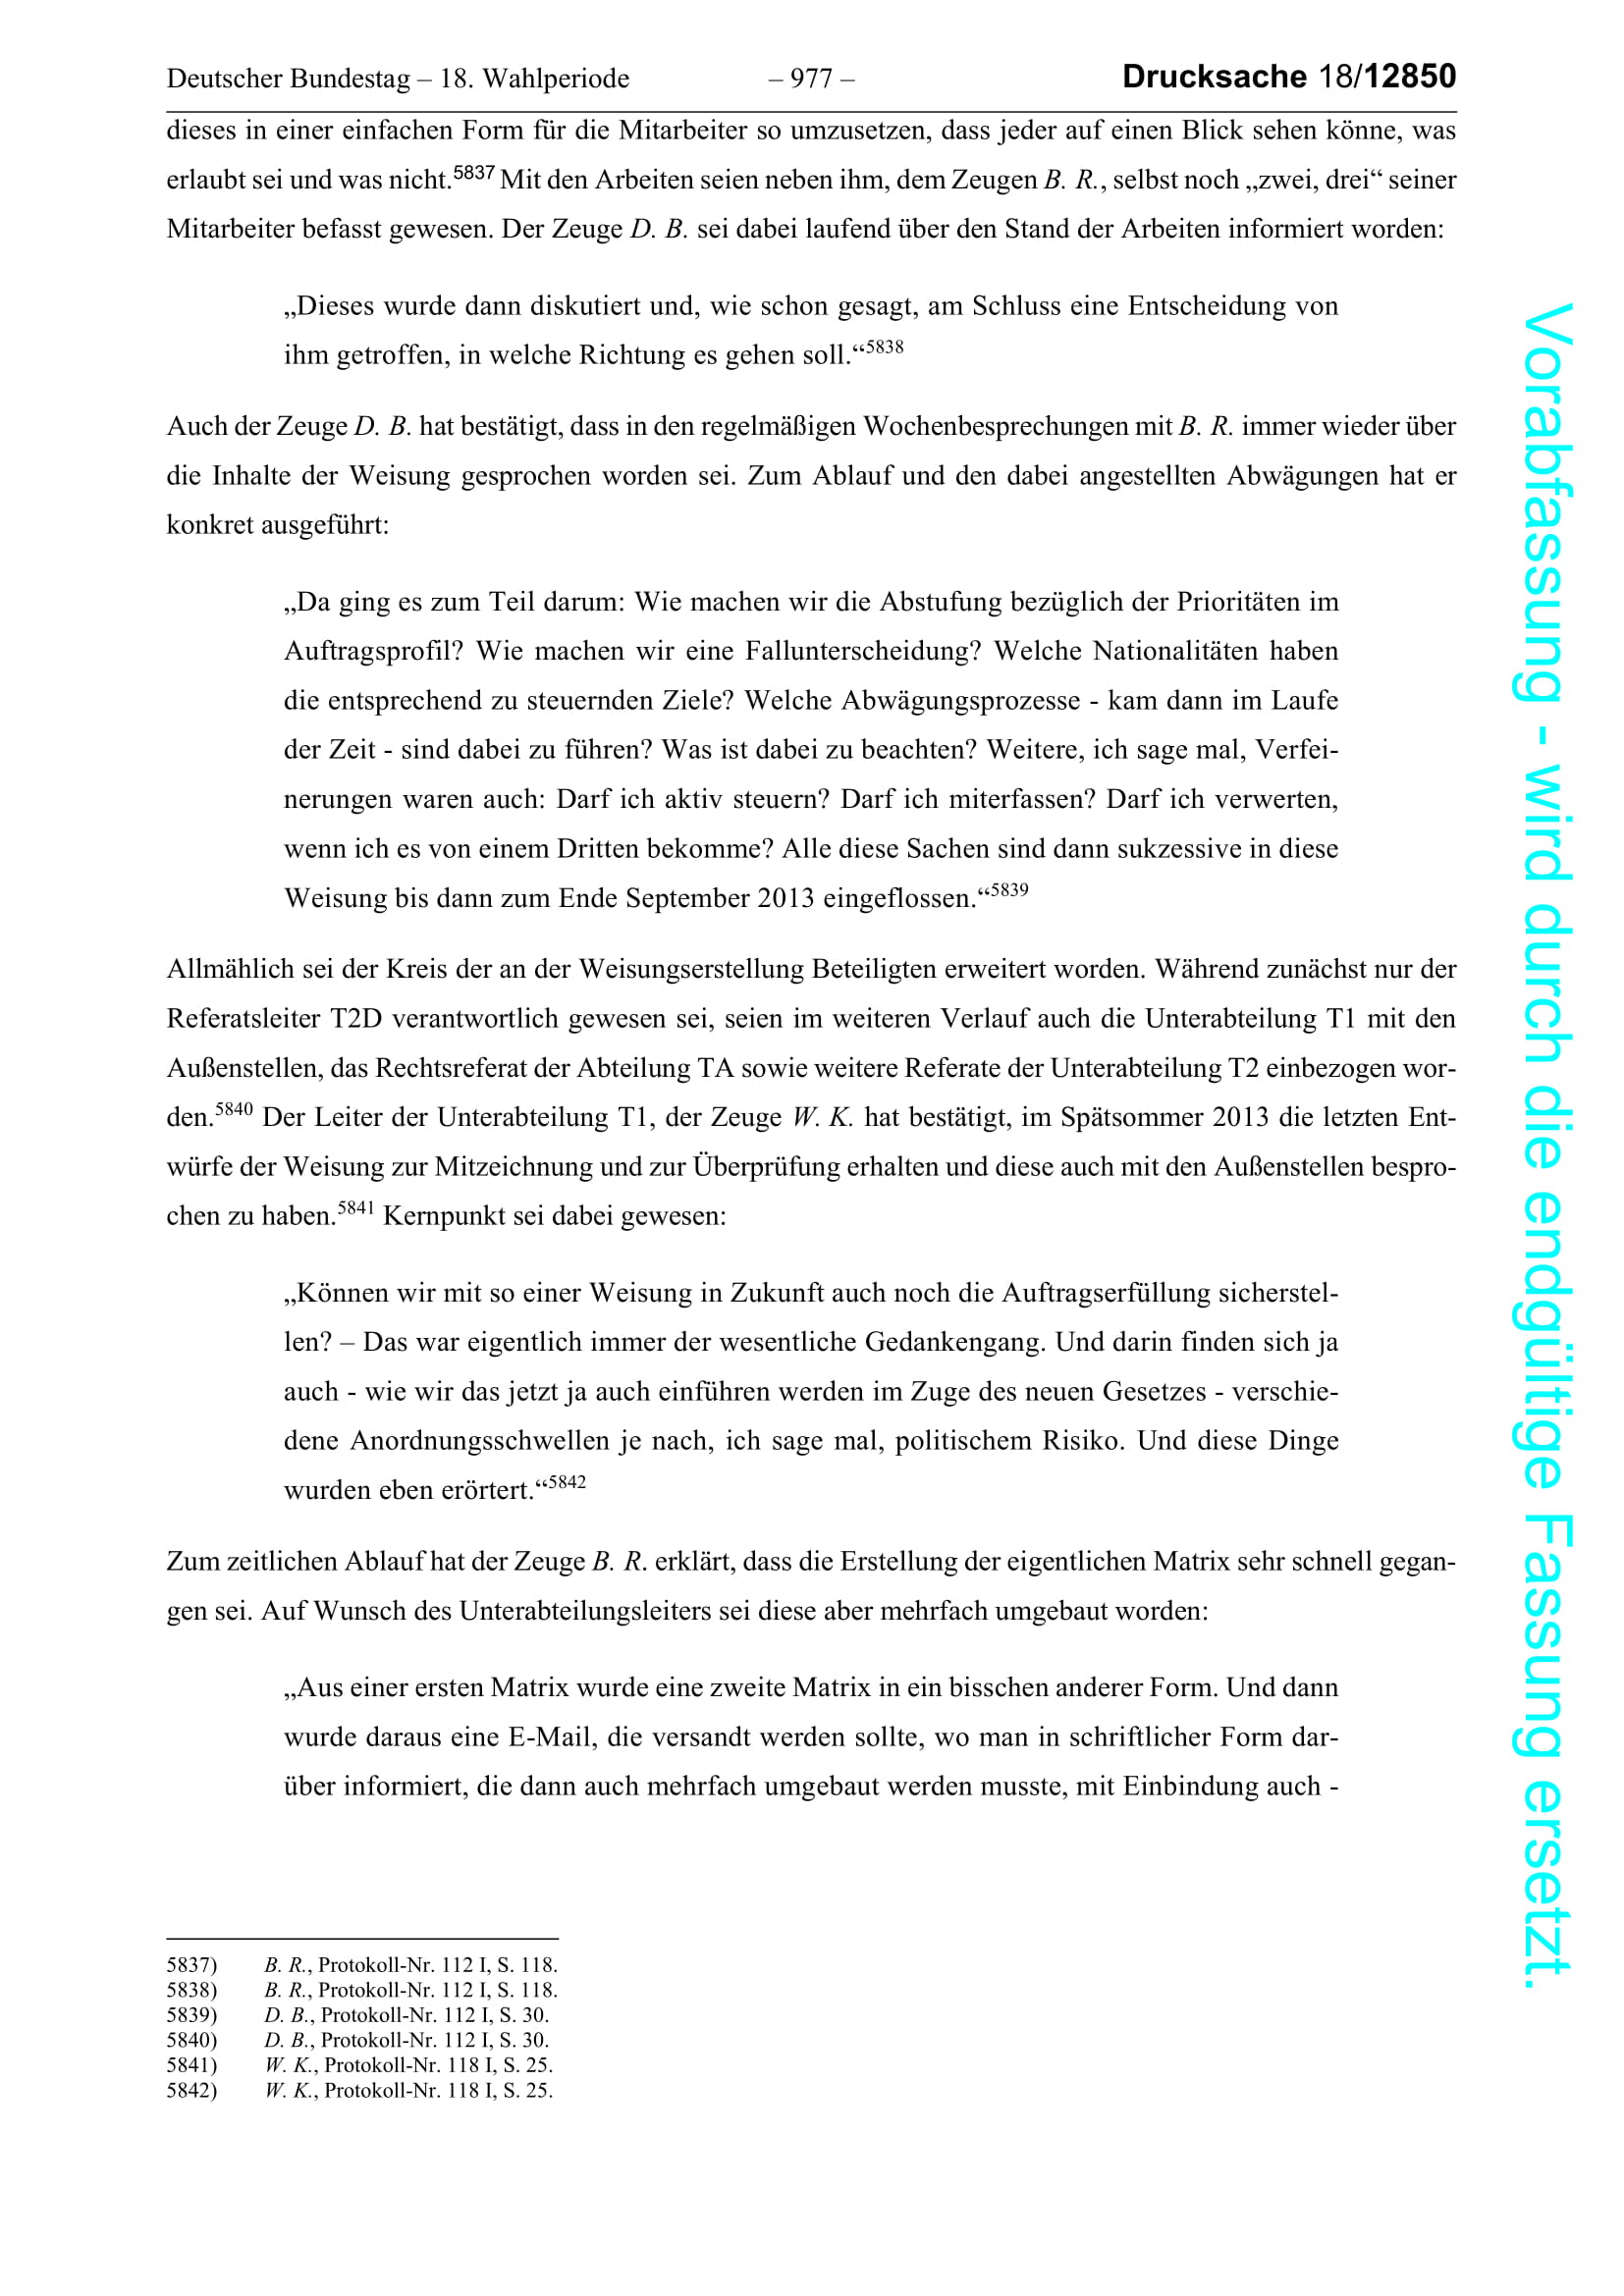 Deutscher Bundestag – 18. Wahlperiode – 977 – Drucksache 18/12850
dieses in einer einfachen Form für die Mitarbeiter so umzusetzen, dass jeder auf einen Blick sehen könne, was
erlaubt sei und was nicht.5837 Mit den Arbeiten seien neben ihm, dem Zeugen B. R., selbst noch „zwei, drei“ seiner
Mitarbeiter befasst gewesen. Der Zeuge D. B. sei dabei laufend über den Stand der Arbeiten informiert worden:
„Dieses wurde dann diskutiert und, wie schon gesagt, am Schluss eine Entscheidung von
ihm getroffen, in welche Richtung es gehen soll.“5838
Auch der Zeuge D. B. hat bestätigt, dass in den regelmäßigen Wochenbesprechungen mit B. R. immer wieder über
die Inhalte der Weisung gesprochen worden sei. Zum Ablauf und den dabei angestellten Abwägungen hat er
konkret ausgeführt:
„Da ging es zum Teil darum: Wie machen wir die Abstufung bezüglich der Prioritäten im
Auftragsprofil? Wie machen wir eine Fallunterscheidung? Welche Nationalitäten haben
die entsprechend zu steuernden Ziele? Welche Abwägungsprozesse - kam dann im Laufe
der Zeit - sind dabei zu führen? Was ist dabei zu beachten? Weitere, ich sage mal, Verfei-
nerungen waren auch: Darf ich aktiv steuern? Darf ich miterfassen? Darf ich verwerten,
wenn ich es von einem Dritten bekomme? Alle diese Sachen sind dann sukzessive in diese
Weisung bis dann zum Ende September 2013 eingeflossen.“5839
Allmählich sei der Kreis der an der Weisungserstellung Beteiligten erweitert worden. Während zunächst nur der
Referatsleiter T2D verantwortlich gewesen sei, seien im weiteren Verlauf auch die Unterabteilung T1 mit den
Außenstellen, das Rechtsreferat der Abteilung TA sowie weitere Referate der Unterabteilung T2 einbezogen wor-
den.5840 Der Leiter der Unterabteilung T1, der Zeuge W. K. hat bestätigt, im Spätsommer 2013 die letzten Ent-
würfe der Weisung zur Mitzeichnung und zur Überprüfung erhalten und diese auch mit den Außenstellen bespro-
chen zu haben.5841 Kernpunkt sei dabei gewesen:
„Können wir mit so einer Weisung in Zukunft auch noch die Auftragserfüllung sicherstel-
len? – Das war eigentlich immer der wesentliche Gedankengang. Und darin finden sich ja
auch - wie wir das jetzt ja auch einführen werden im Zuge des neuen Gesetzes - verschie-
dene Anordnungsschwellen je nach, ich sage mal, politischem Risiko. Und diese Dinge
wurden eben erörtert.“5842
Zum zeitlichen Ablauf hat der Zeuge B. R. erklärt, dass die Erstellung der eigentlichen Matrix sehr schnell gegan-
gen sei. Auf Wunsch des Unterabteilungsleiters sei diese aber mehrfach umgebaut worden:
„Aus einer ersten Matrix wurde eine zweite Matrix in ein bisschen anderer Form. Und dann
wurde daraus eine E-Mail, die versandt werden sollte, wo man in schriftlicher Form dar-
über informiert, die dann auch mehrfach umgebaut werden musste, mit Einbindung auch -
5837) B. R., Protokoll-Nr. 112 I, S. 118.
5838) B. R., Protokoll-Nr. 112 I, S. 118.
5839) D. B., Protokoll-Nr. 112 I, S. 30.
5840) D. B., Protokoll-Nr. 112 I, S. 30.
5841) W. K., Protokoll-Nr. 118 I, S. 25.
5842) W. K., Protokoll-Nr. 118 I, S. 25.
Vorabfassung - wird durch die endgültige Fassung ersetzt.